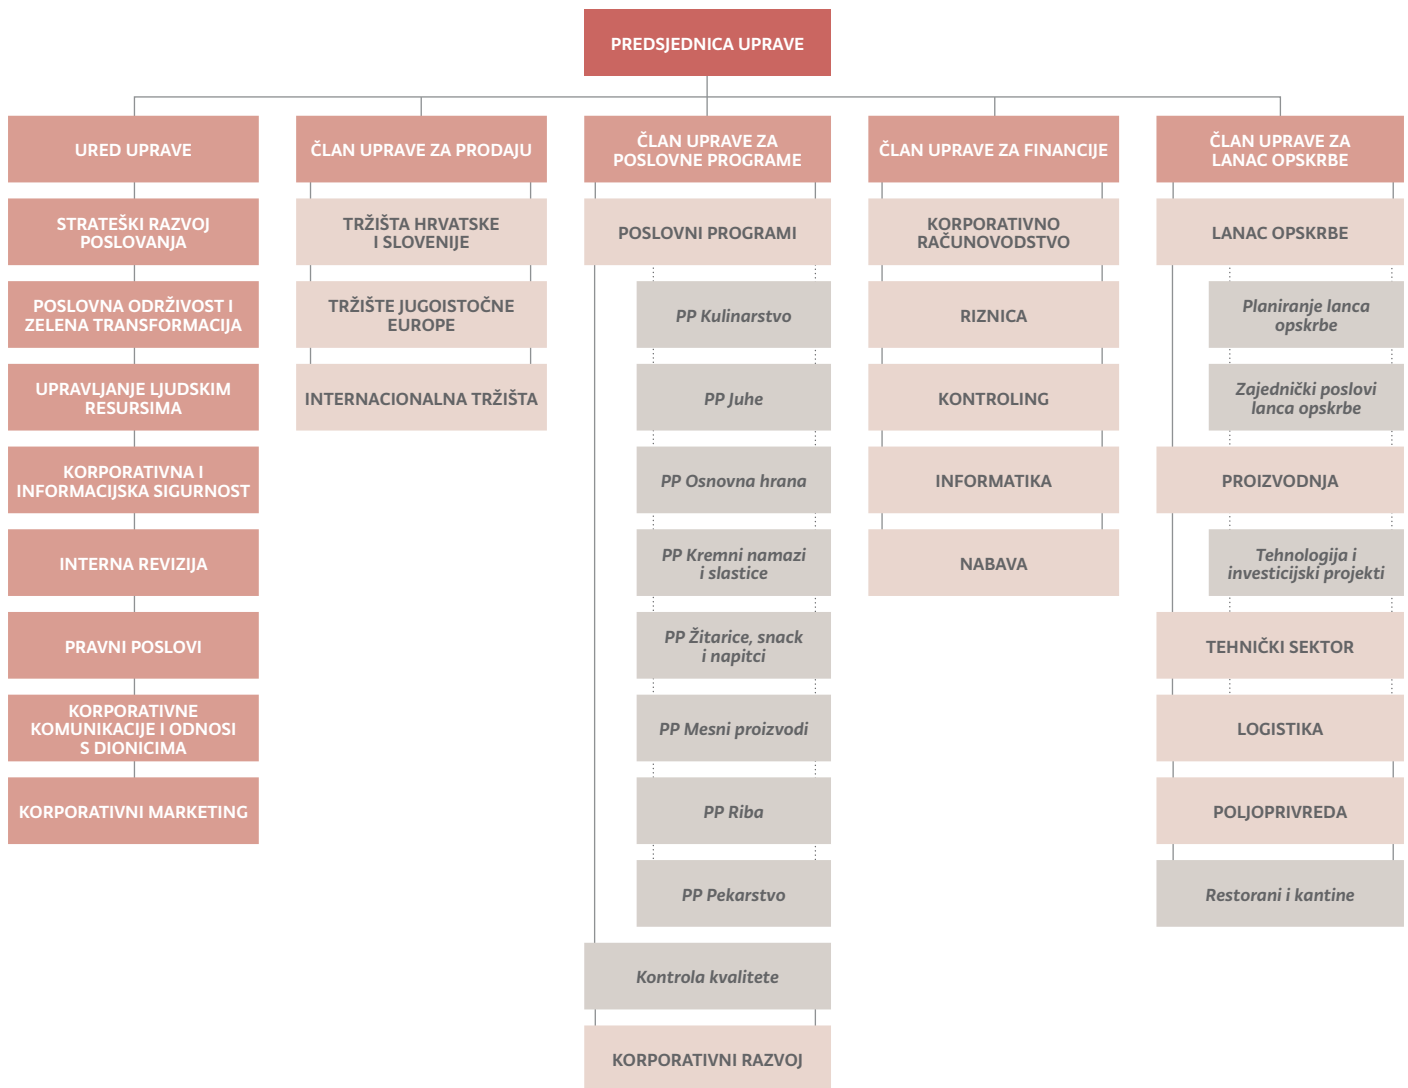 PREDSJEDNICA UPRAVE
URED UPRAVE
STRATEŠKI RAZVOJ
POSLOVANJA
POSLOVNA ODRŽIVOST I
ZELENA TRANSFORMACIJA
UPRAVLJANJE LJUDSKIM
RESURSIMA
KORPORATIVNA I
INFORMACIJSKA SIGURNOST
INTERNA REVIZIJA
PRAVNI POSLOVI
KORPORATIVNE
KOMUNIKACIJE I ODNOSI
S DIONICIMA
KORPORATIVNI MARKETING
ČLAN UPRAVE ZA PRODAJU
TRŽIŠTA HRVATSKE
I SLOVENIJE
TRŽIŠTE JUGOISTOČNE
EUROPE
INTERNACIONALNA TRŽIŠTA
ČLAN UPRAVE ZA
POSLOVNE PROGRAME
POSLOVNI PROGRAMI
PP Kulinarstvo
PP Juhe
PP Osnovna hrana
PP Kremni namazi
i slastice
PP Žitarice, snack
i napitci
PP Mesni proizvodi
PP Riba
PP Pekarstvo
Kontrola kvalitete
KORPORATIVNI RAZVOJ
ČLAN UPRAVE ZA FINANCIJE
KORPORATIVNO
RAČUNOVODSTVO
RIZNICA
KONTROLING
INFORMATIKA
NABAVA
ČLAN UPRAVE ZA
LANAC OPSKRBE
LANAC OPSKRBE
Planiranje lanca
opskrbe
Zajednički poslovi
lanca opskrbe
PROIZVODNJA
Tehnologija i
investicijski projekti
TEHNIČKI SEKTOR
LOGISTIKA
POLJOPRIVREDA
Restorani i kantine